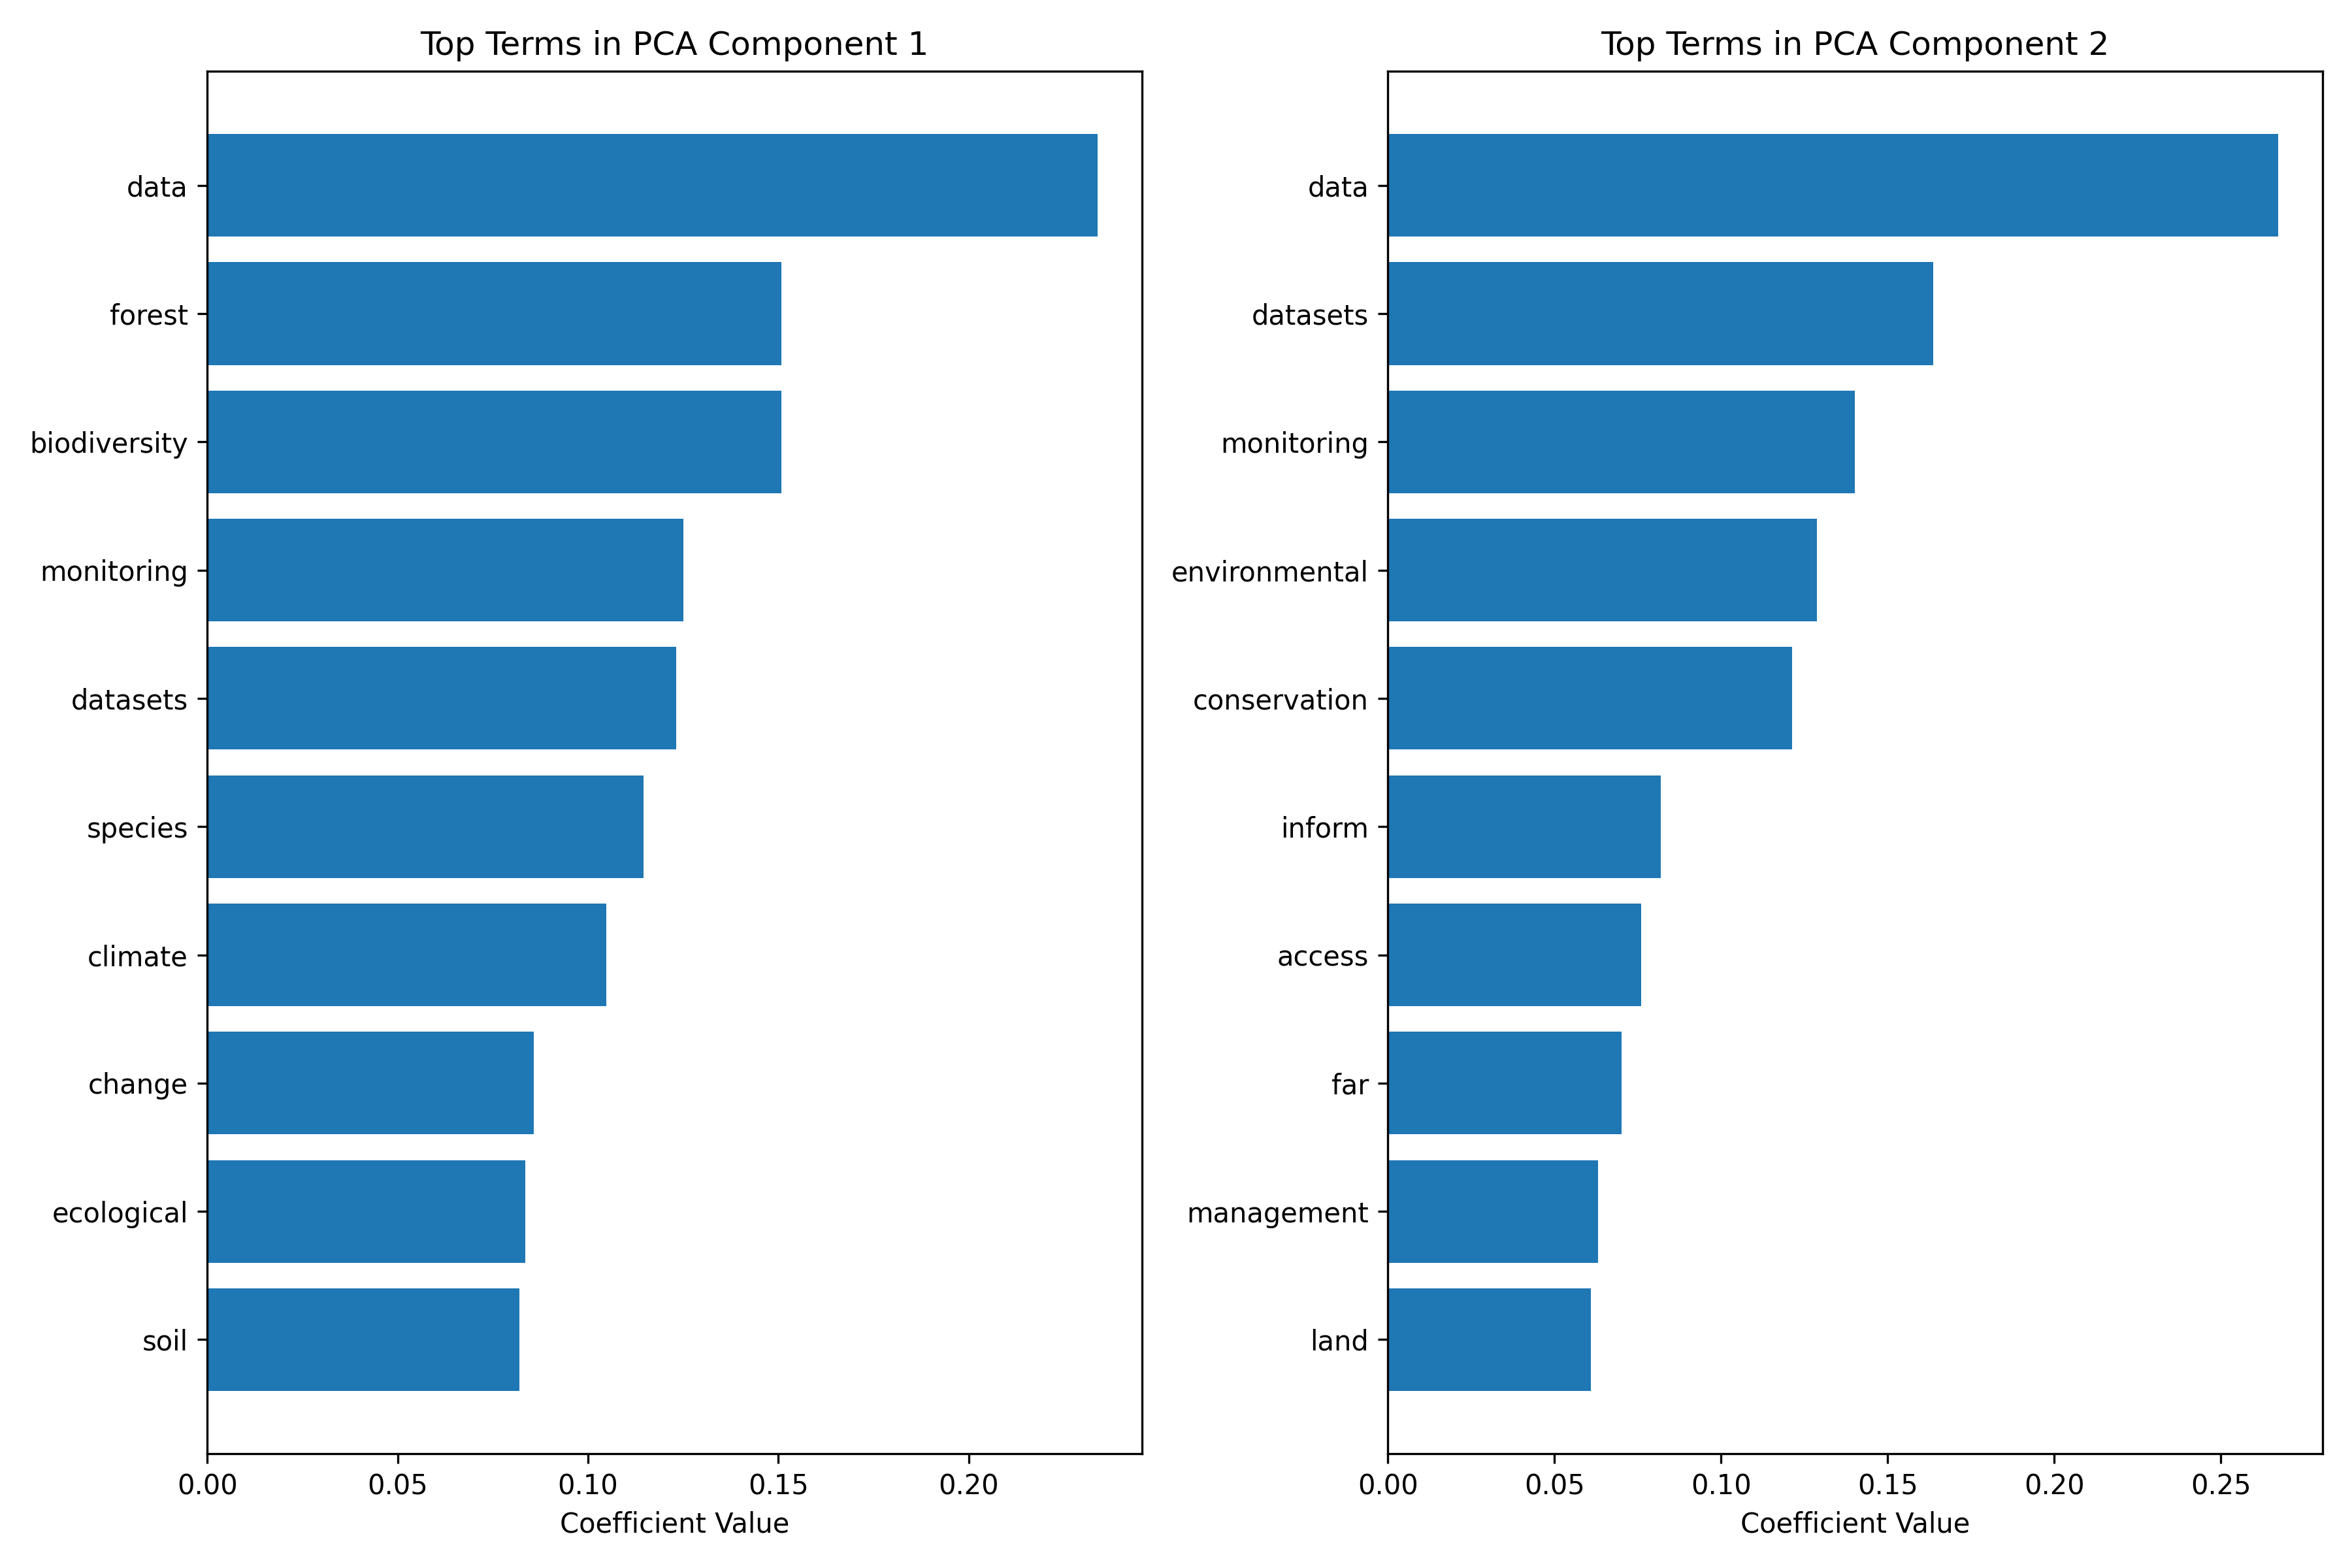 Top Terms in PCA Component 1
data
forest
biodiversity
monitoring
datasets
species
climate
change
ecological
soil
0.00 0.05 0.10 0.15 0.20
Coefficient Value
Top Terms in PCA Component 2
data
datasets
monitoring
environmental
conservation
inform
access
far
management
land
0.00 0.05 0.10 0.15 0.20 0.25
Coefficient Value